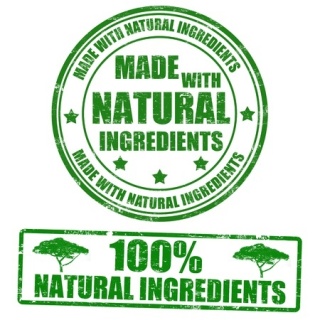 MADE WITH NATURAL INGREDIENTS
MADE
WITH
NATURAL
INGREDIENTS
MADE WITH NATURAL INGREDIENTS
100%
NATURAL INGREDIENTS